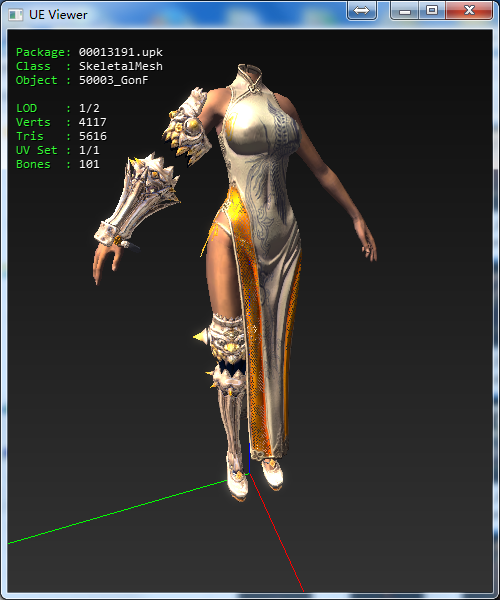 UE Viewer
Package: 00013191.upk
Class : SkeletalMesh
Object : 50003_GonF
LOD : 1/2
Verts : 4117
Tris : 5616
UV Set : 1/1
Bones : 101